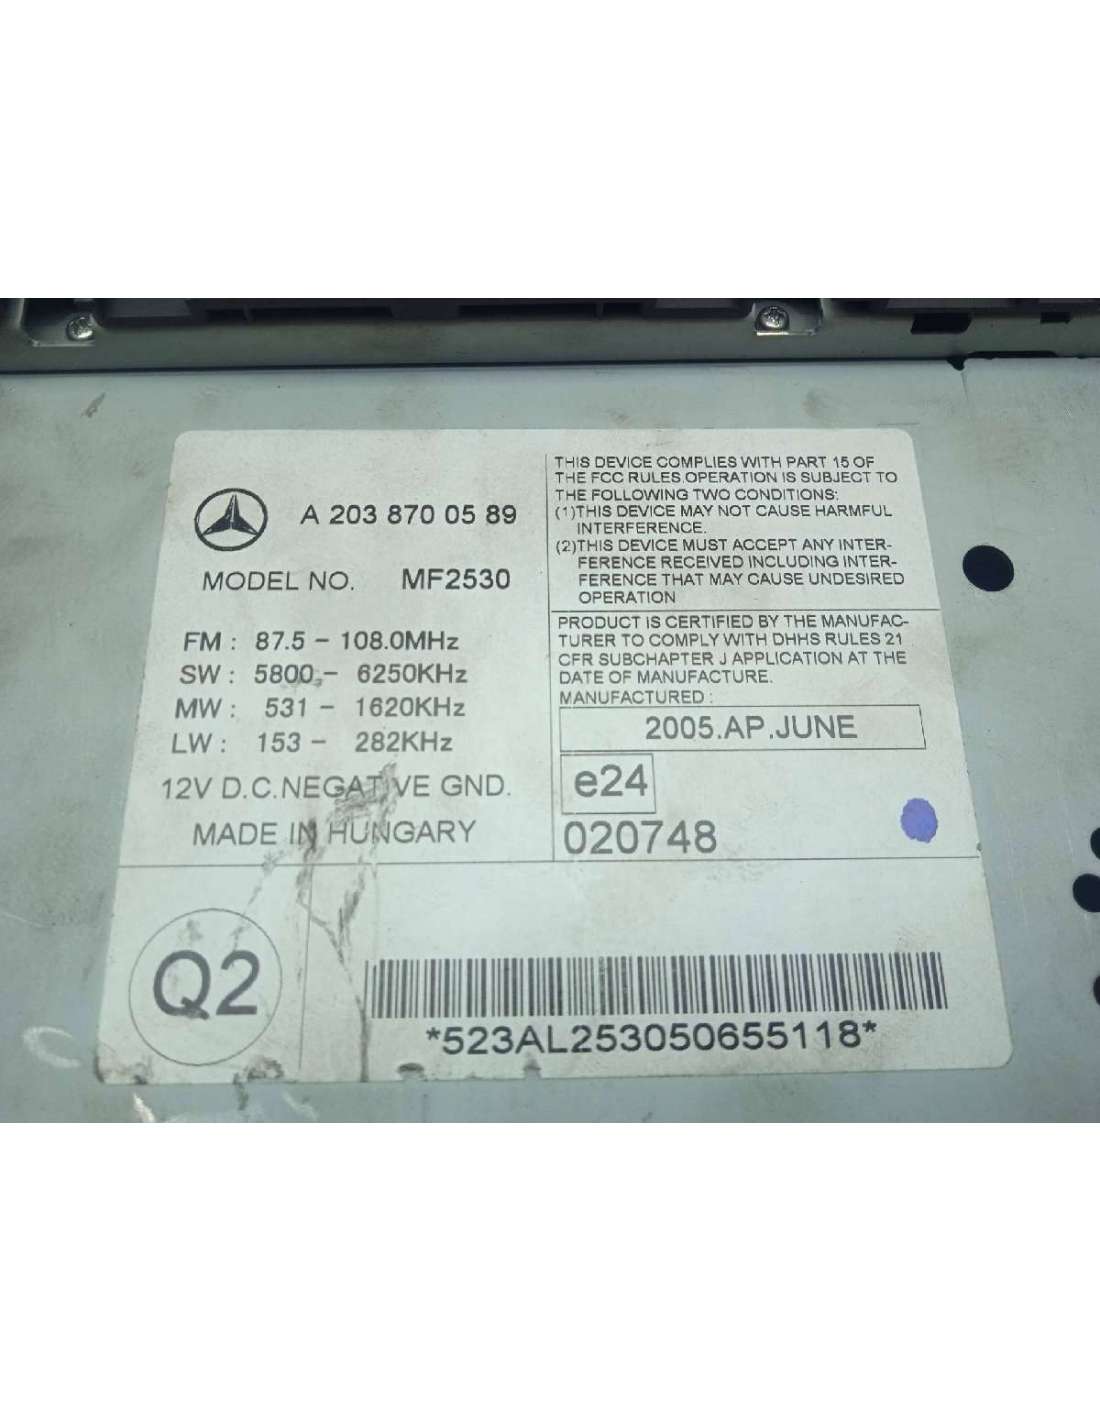 A 203 870 05 89
MODEL NO. MF2530
FM : 87.5 - 108.0MHz
SW : 5800 - 6250KHz
MW : 531 - 1620KHz
LW : 153 - 282KHz
12V D.C.NEGATIVE GND.
MADE IN HUNGARY
THIS DEVICE COMPLIES WITH PART 15 OF
THE FCC RULES.OPERATION IS SUBJECT TO
THE FOLLOWING TWO CONDITIONS:
(1)THIS DEVICE MAY NOT CAUSE HARMFUL
INTERFERENCE.
(2)THIS DEVICE MUST ACCEPT ANY INTER-
FERENCE RECEIVED INCLUDING INTER-
FERENCE THAT MAY CAUSE UNDESIRED
OPERATION
PRODUCT IS CERTIFIED BY THE MANUFAC-
TURER TO COMPLY WITH DHHS RULES 21
CFR SUBCHAPTER J APPLICATION AT THE
DATE OF MANUFACTURE.
MANUFACTURED :
2005.AP.JUNE
e24
020748
Q2
*523AL253050655118*